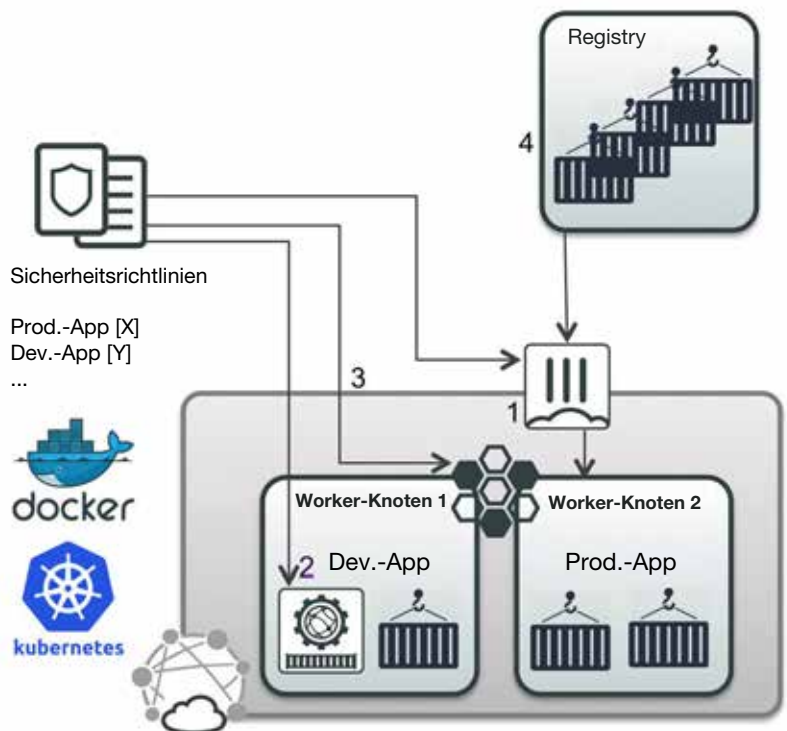 Registry
4
Sicherheitsrichtlinien
Prod.-App [X]
Dev.-App [Y]
...
3
1
docker
kubernetes
Worker-Knoten 1
Worker-Knoten 2
2
Dev.-App
Prod.-App